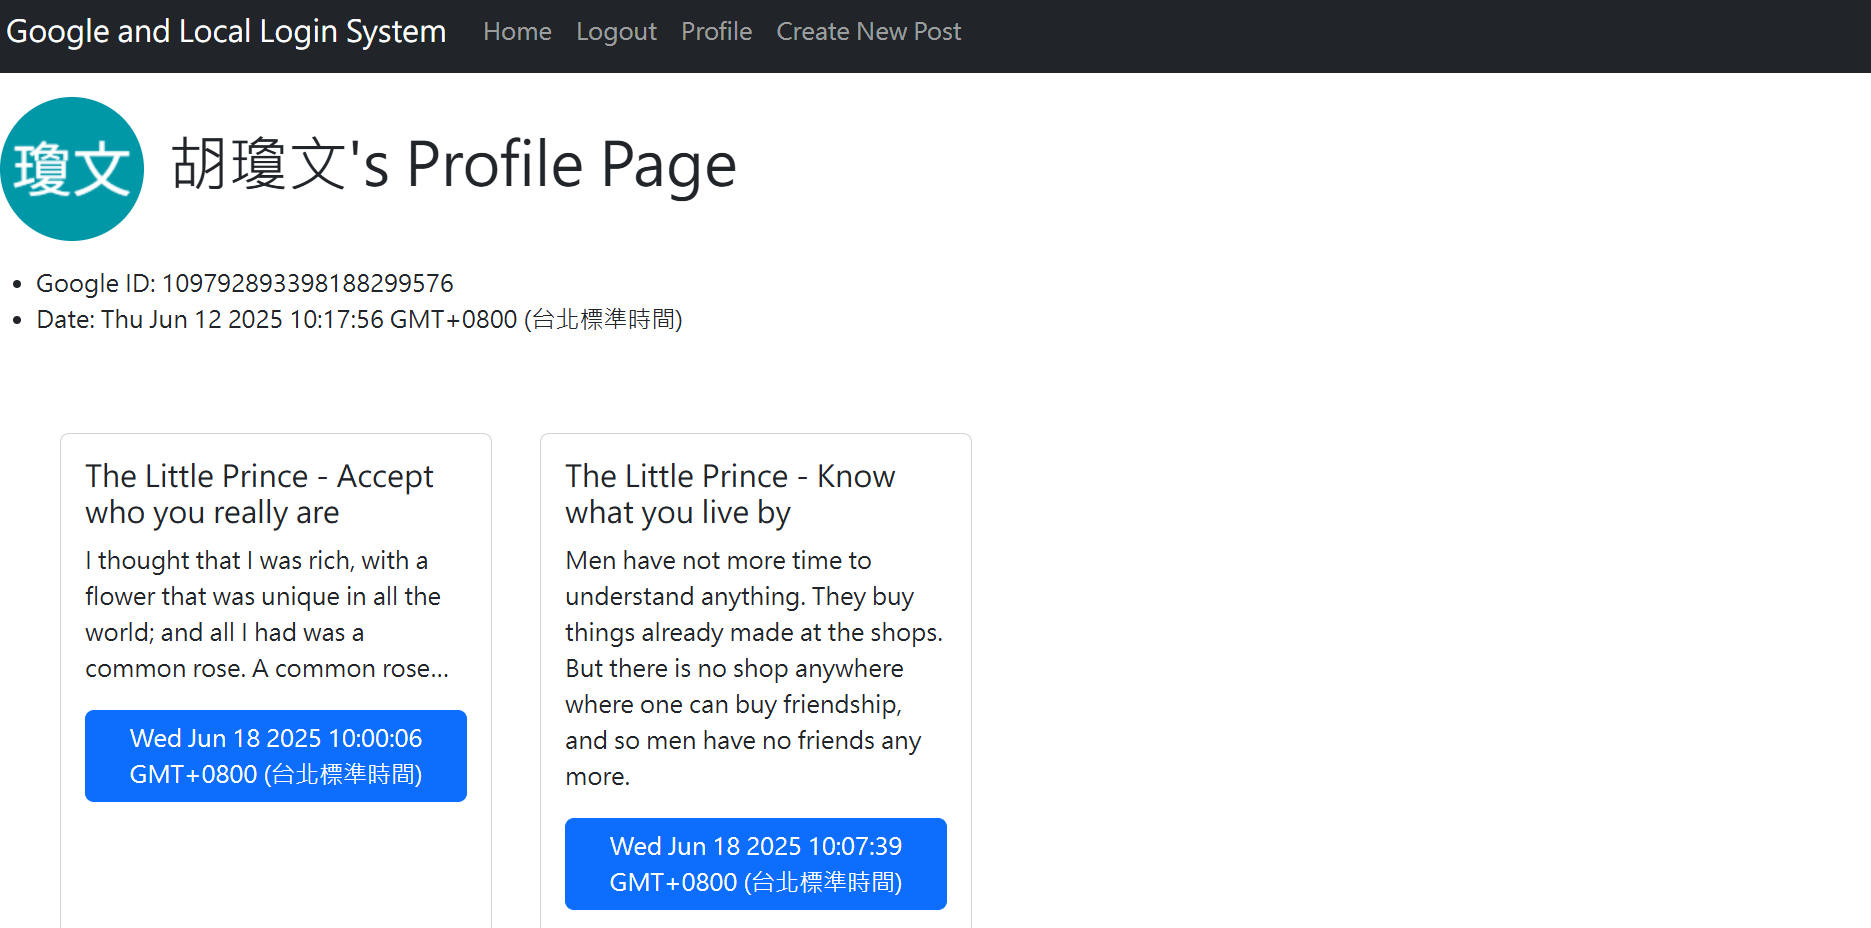 Google and Local Login System Home Logout Profile Create New Post
瓊文
胡瓊文's Profile Page
Google ID: 109792893398188299576
Date: Thu Jun 12 2025 10:17:56 GMT+0800 (台北標準時間)
The Little Prince - Accept
who you really are
I thought that I was rich, with a
flower that was unique in all the
world; and all I had was a
common rose. A common rose...
Wed Jun 18 2025 10:00:06
GMT+0800 (台北標準時間)
The Little Prince - Know
what you live by
Men have not more time to
understand anything. They buy
things already made at the shops.
But there is no shop anywhere
where one can buy friendship,
and so men have no friends any
more.
Wed Jun 18 2025 10:07:39
GMT+0800 (台北標準時間)